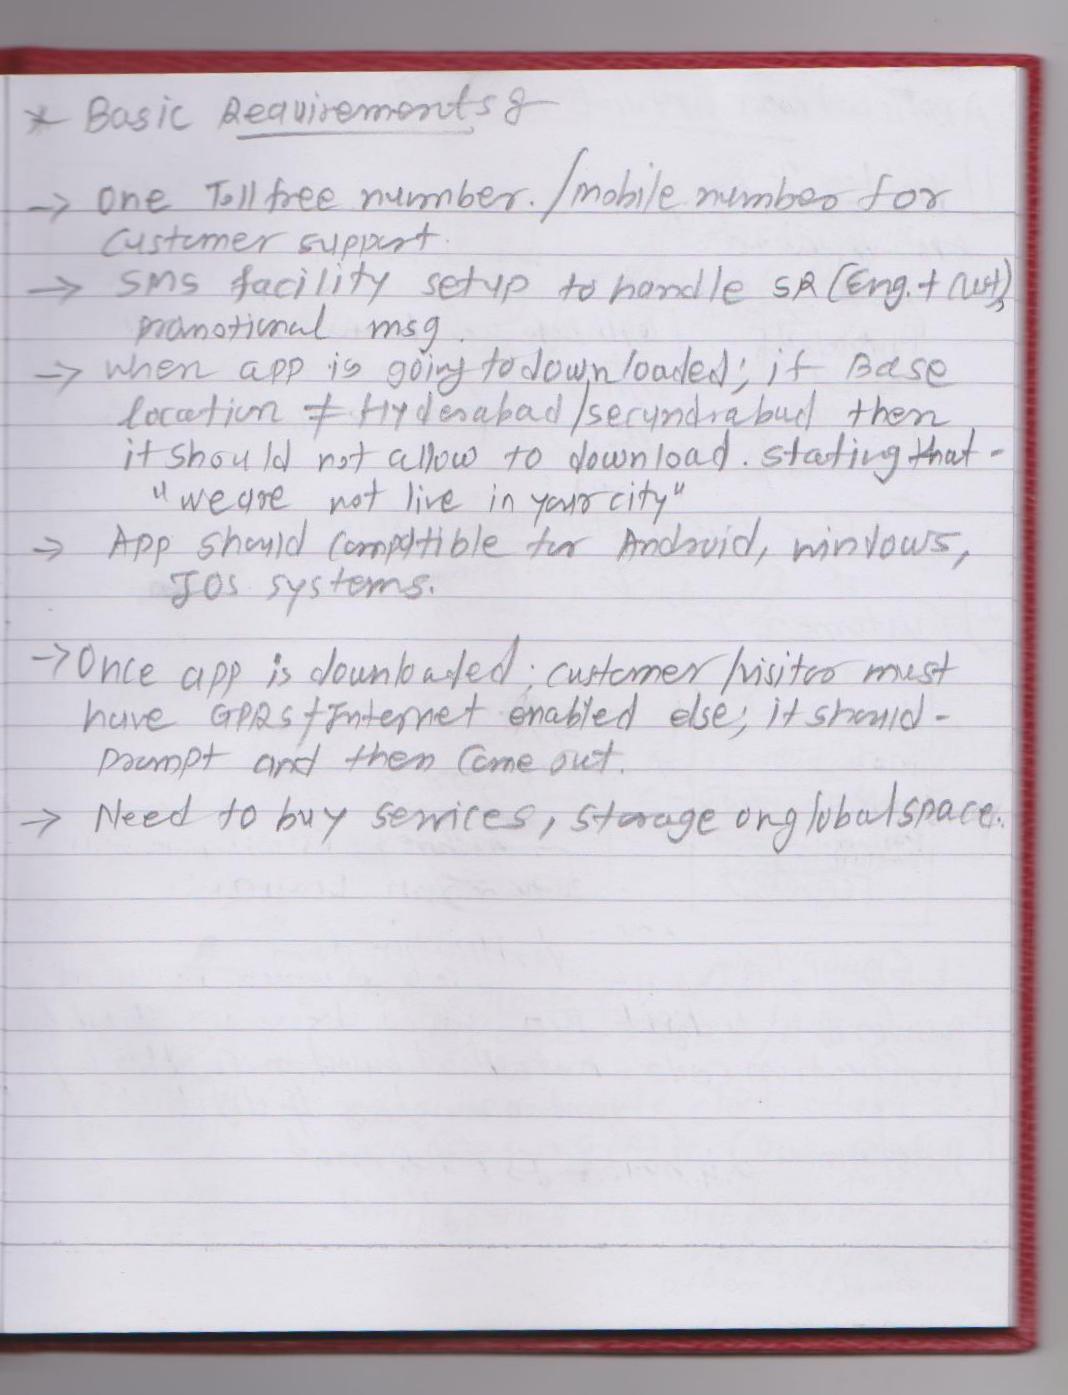 * Basic Requirements :-
→ One Toll free number. /mobile number for
Customer support.
→ SMS facility setup to handle SR (Eng. + Cust),
promotional msg.
→ when app is going to downloaded; if Base
location ≠ Hyderabad/secundrabad then
it should not allow to download. stating that -
"we are not live in your city"
→ App should compatible for Android, windows,
IOS systems.
→ Once app is downloaded; customer/visitor must
have GPRS + Internet enabled else; it should -
prompt and then come out.
→ Need to buy services, storage on global space.